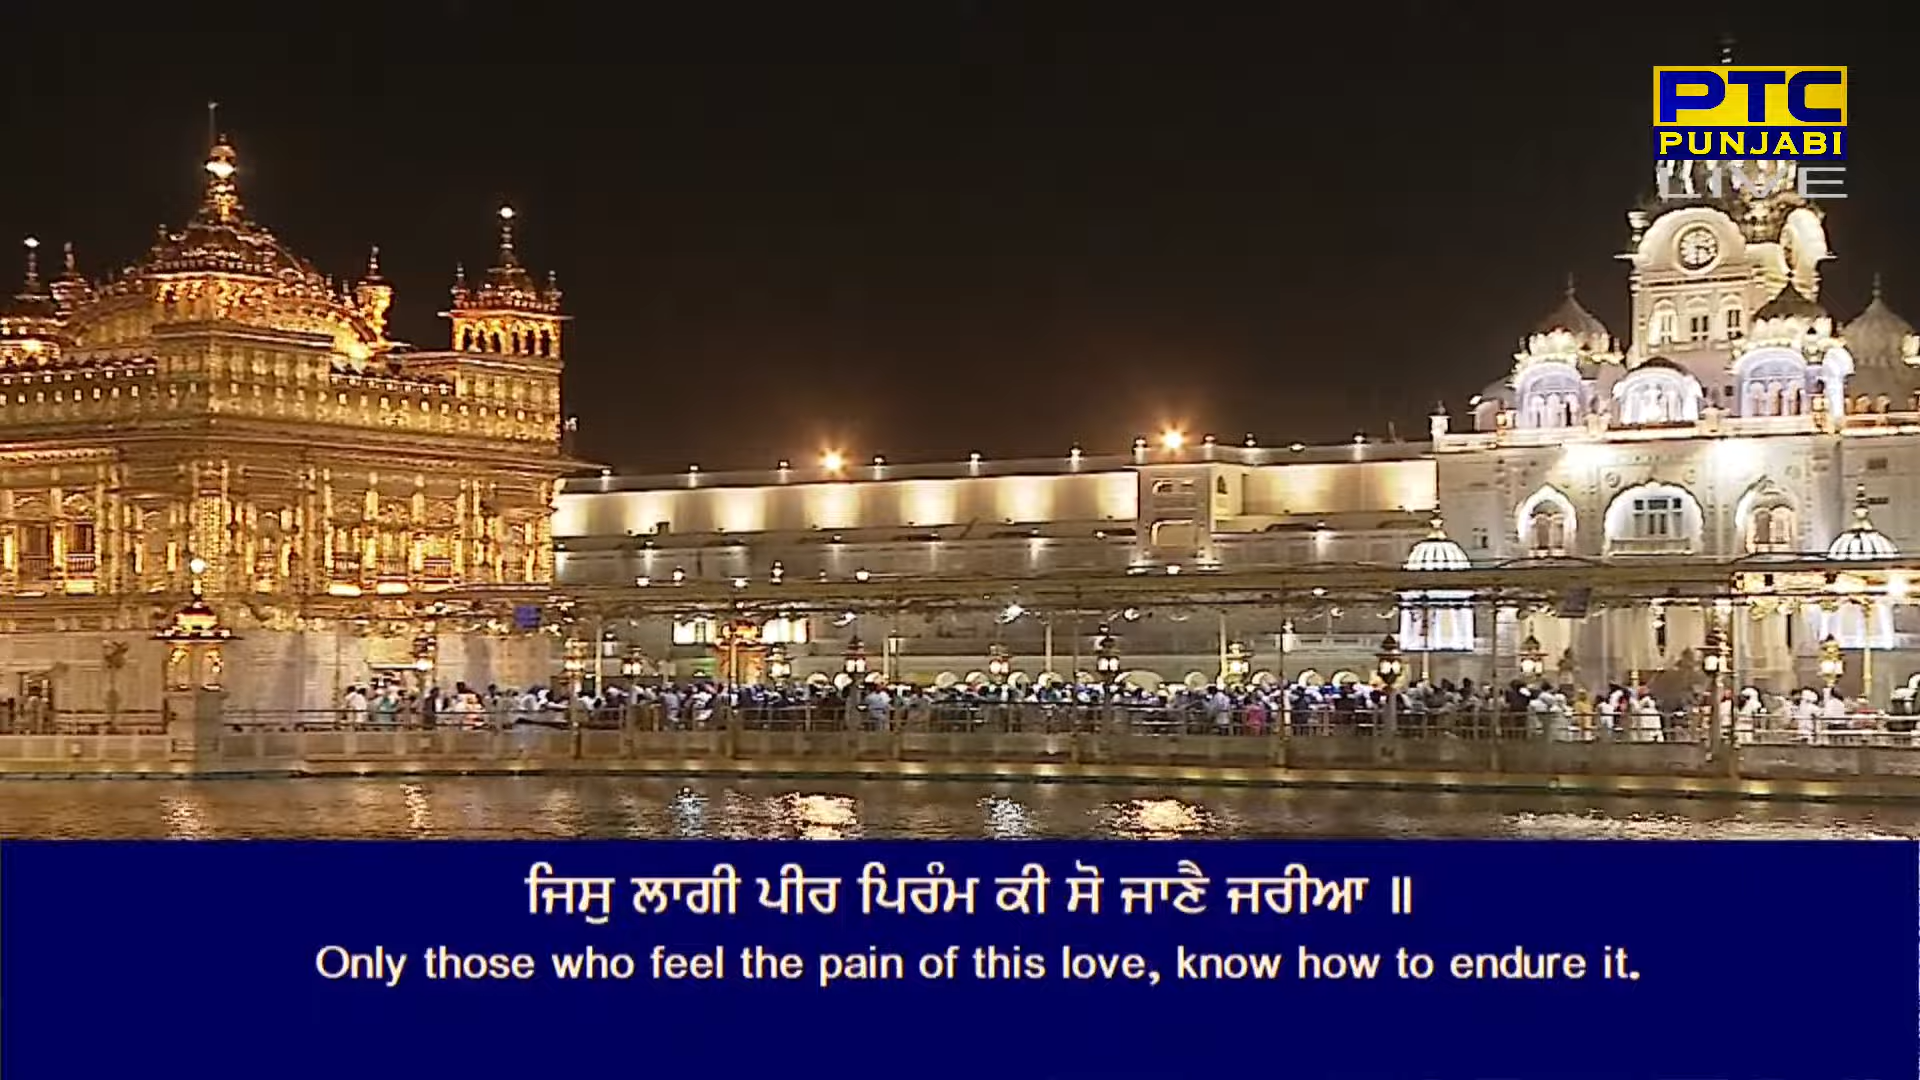 PTC
PUNJABI
LIVE
ਜਿਸੁ ਲਾਗੀ ਪੀਰ ਪਿਰੰਮ ਕੀ ਸੋ ਜਾਣੈ ਜਰੀਆ ॥
Only those who feel the pain of this love, know how to endure it.